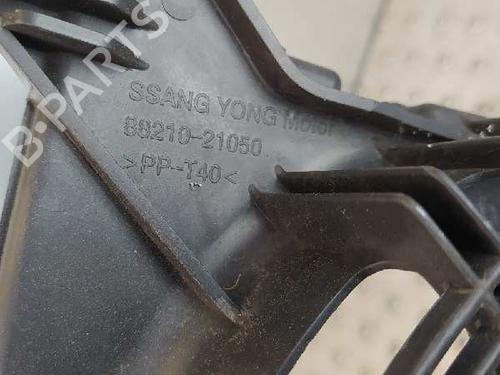 SSANG YONG Motor
88210-21050
>PP-T40<
B-PARTS